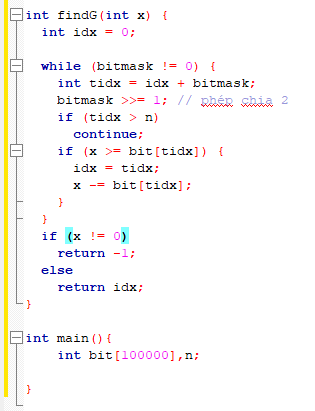 int findG(int x) {
int idx = 0;
while (bitmask != 0) {
int tidx = idx + bitmask;
bitmask >>= 1; // phép chia 2
if (tidx > n)
continue;
if (x >= bit[tidx]) {
idx = tidx;
x -= bit[tidx];
}
}
if (x != 0)
return -1;
else
return idx;
}
int main(){
int bit[100000],n;
}